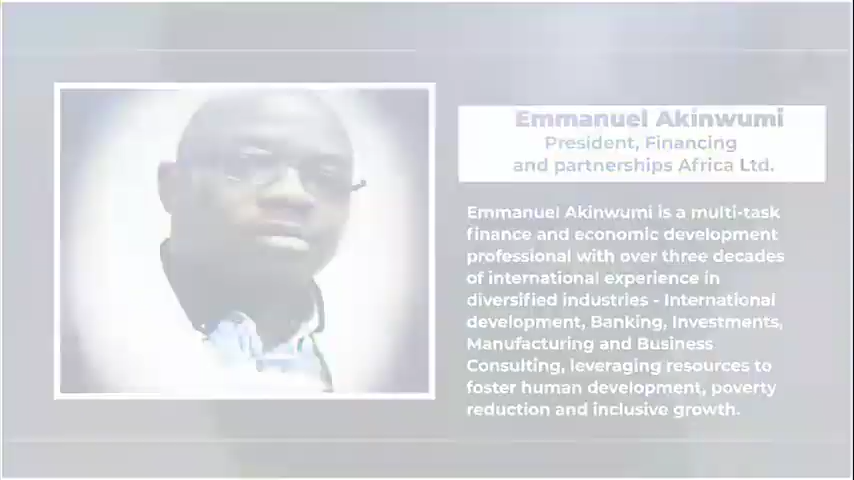 Emmanuel Akinwumi
President, Financing
and partnerships Africa Ltd.
Emmanuel Akinwumi is a multi-task
finance and economic development
professional with over three decades
of international experience in
diversified industries - International
development, Banking, Investments,
Manufacturing and Business
Consulting, leveraging resources to
foster human development, poverty
reduction and inclusive growth.